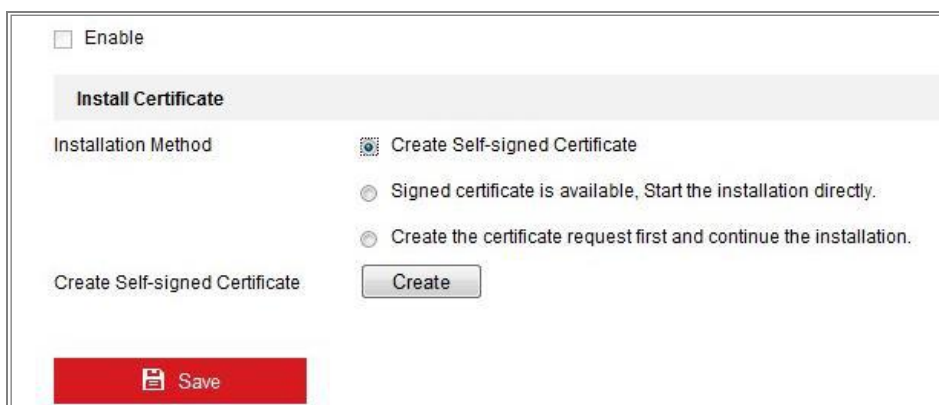 Enable
Install Certificate
Installation Method
Create Self-signed Certificate
Signed certificate is available, Start the installation directly.
Create the certificate request first and continue the installation.
Create Self-signed Certificate
Create
Save